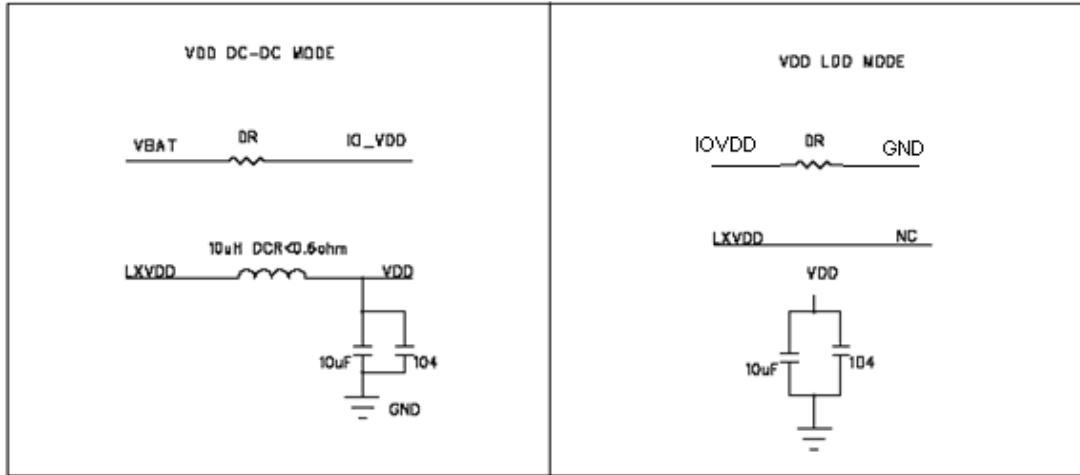 VDD DC-DC MODE
VBAT 0R IO_VDD
10uH DCR<0.6ohm
LXVDD VDD
10uF 104
GND
VDD LDO MODE
IOVDD 0R GND
LXVDD NC
VDD
10uF 104